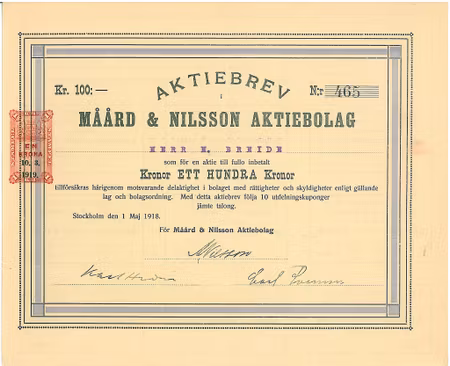 AKTIEBREV
Kr. 100:— i N:r 465
MÅÅRD & NILSSON AKTIEBOLAG
HERR
som för en aktie till fullo inbetalt
Kronor ETT HUNDRA Kronor
tillförsäkras härigenom motsvarande delaktighet i bolaget med rättigheter och skyldigheter enligt gällande
lag och bolagsordning. Med detta aktiebrev följa 10 utdelningskuponger
jämte talong.
Stockholm den 1 Maj 1918.
För Måård & Nilsson Aktiebolag
EN
KRONA
10. 3.
1919.